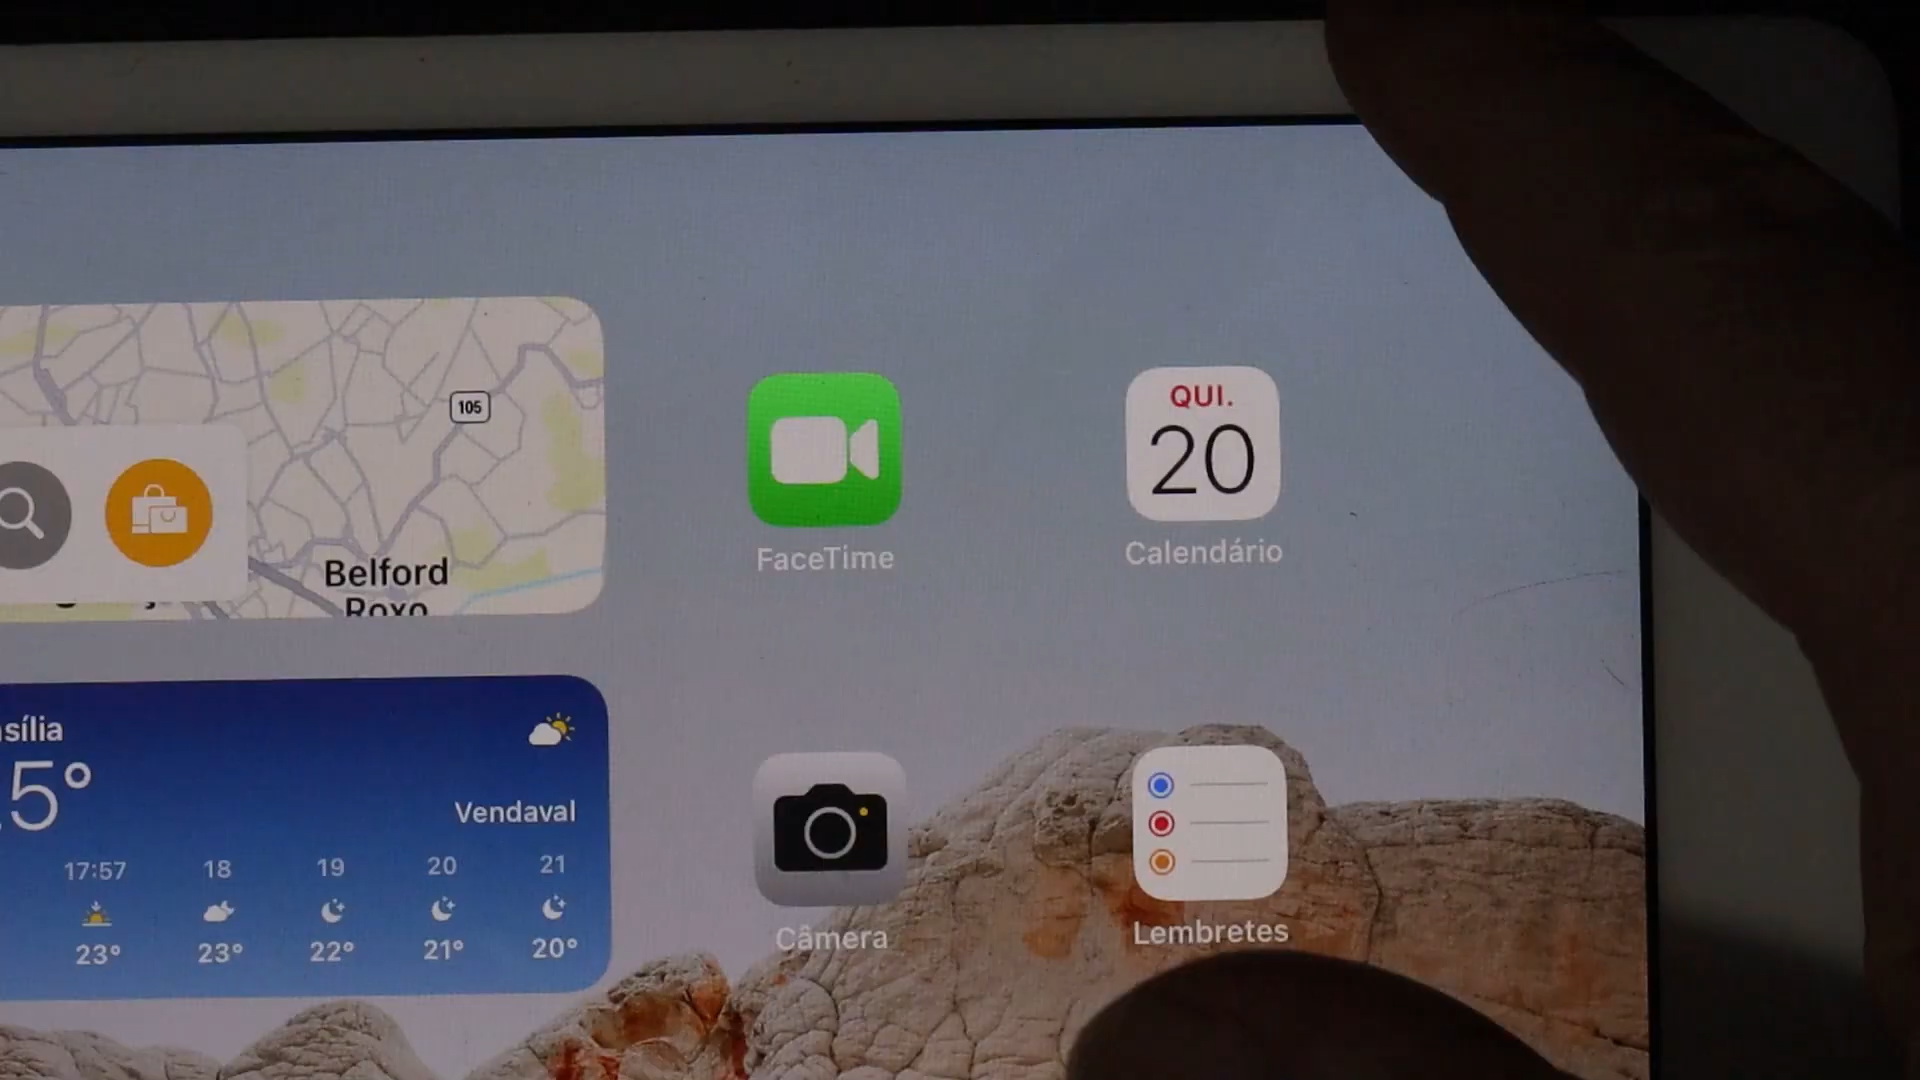 105
Belford
Roxo
QUI.
20
FaceTime
Calendário
sília
5°
Vendaval
17:57 18 19 20 21
23° 23° 22° 21° 20°
Câmera
Lembretes